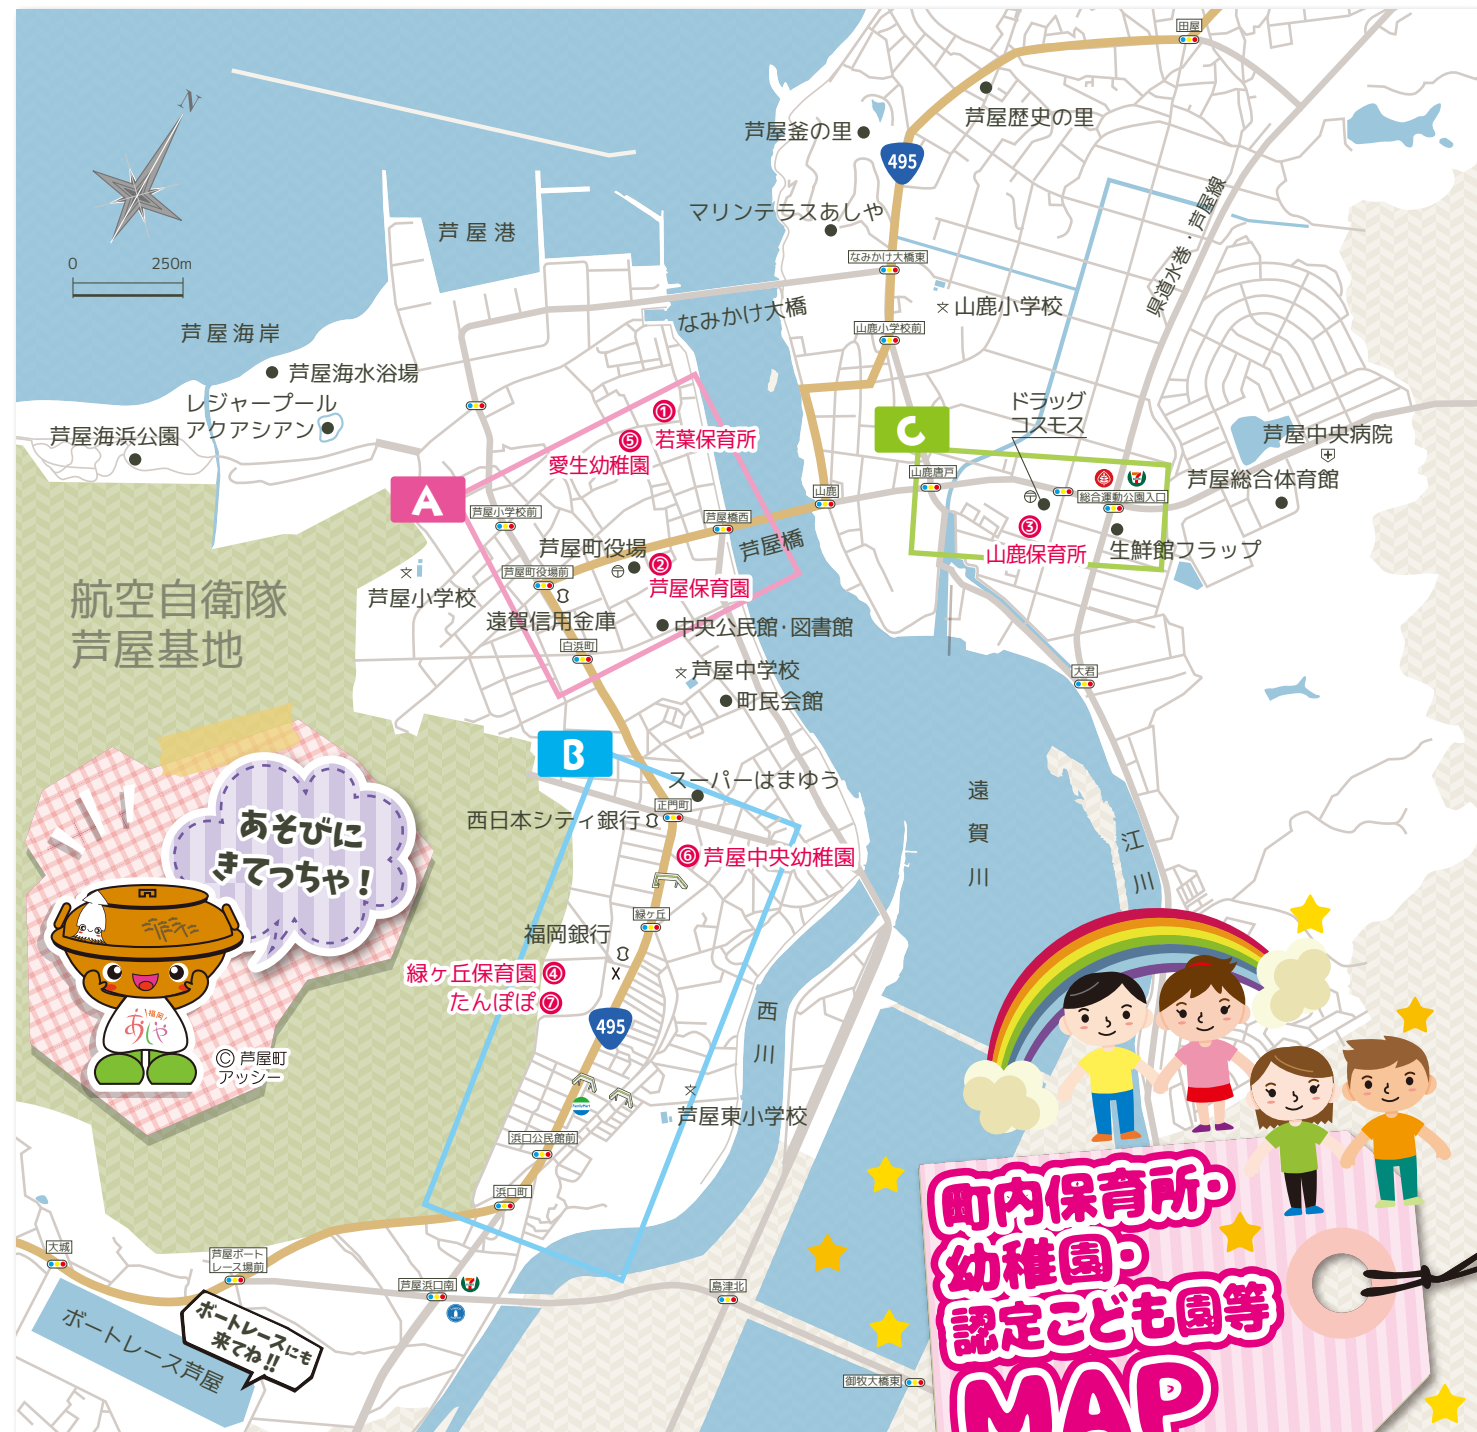 田屋
芦屋歴史の里
芦屋釜の里
N
495
県道水巻・芦屋線
マリンテラスあしや
芦屋港
なみかけ大橋東
0 250m
山鹿小学校
なみかけ大橋
山鹿小学校前
芦屋海岸
芦屋海水浴場
レジャープール
アクアシアン
芦屋海浜公園
ドラッグ
コスモス
①
若葉保育所
⑤
愛生幼稚園
C
芦屋中央病院
山鹿唐戸
芦屋総合体育館
総合運動公園入口
A
山鹿
芦屋小学校前
芦屋橋西
芦屋橋
③
山鹿保育所
生鮮館フラップ
芦屋町役場
芦屋町役場前
②
芦屋保育園
芦屋小学校
航空自衛隊
芦屋基地
遠賀信用金庫
中央公民館・図書館
白浜町
芦屋中学校
町民会館
大君
B
スーパーはまゆう
正門町
西日本シティ銀行
遠賀川
江川
⑥芦屋中央幼稚園
あそびに
きてっちゃ！
緑ヶ丘
福岡銀行
緑ヶ丘保育園④
たんぽぽ⑦
495
西川
福岡!
あしや
© 芦屋町
アッシー
FamilyMart
芦屋東小学校
浜口公民館前
浜口町
大城
芦屋ボート
レース場前
芦屋浜口南
島津北
ボートレース芦屋
ボートレースにも
来てね!!
御牧大橋東
町内保育所・
幼稚園・
認定こども園等
MAP